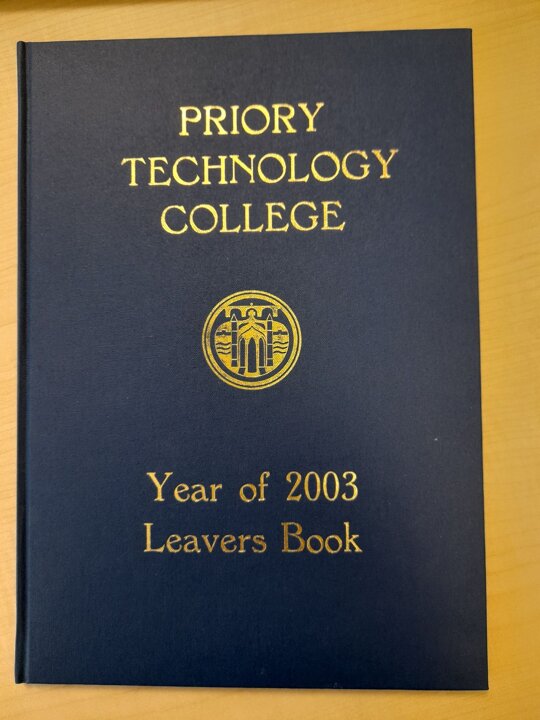 PRIORY
TECHNOLOGY
COLLEGE
Year of 2003
Leavers Book